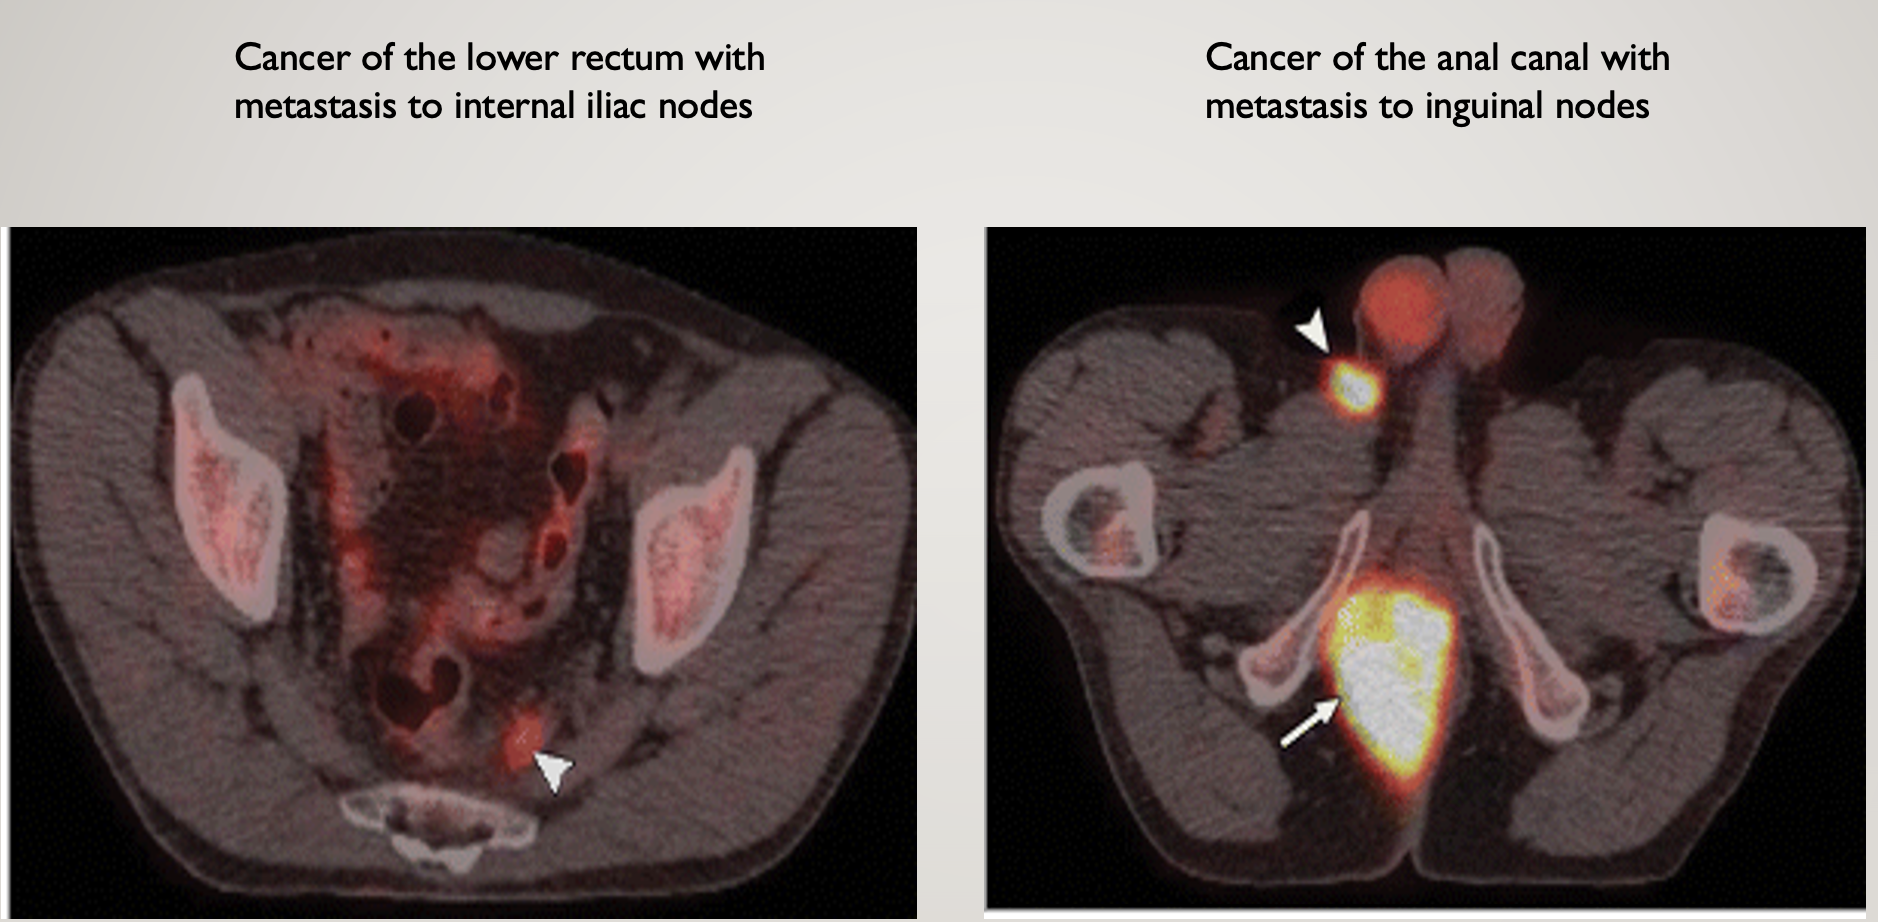 Cancer of the lower rectum with
metastasis to internal iliac nodes
Cancer of the anal canal with
metastasis to inguinal nodes